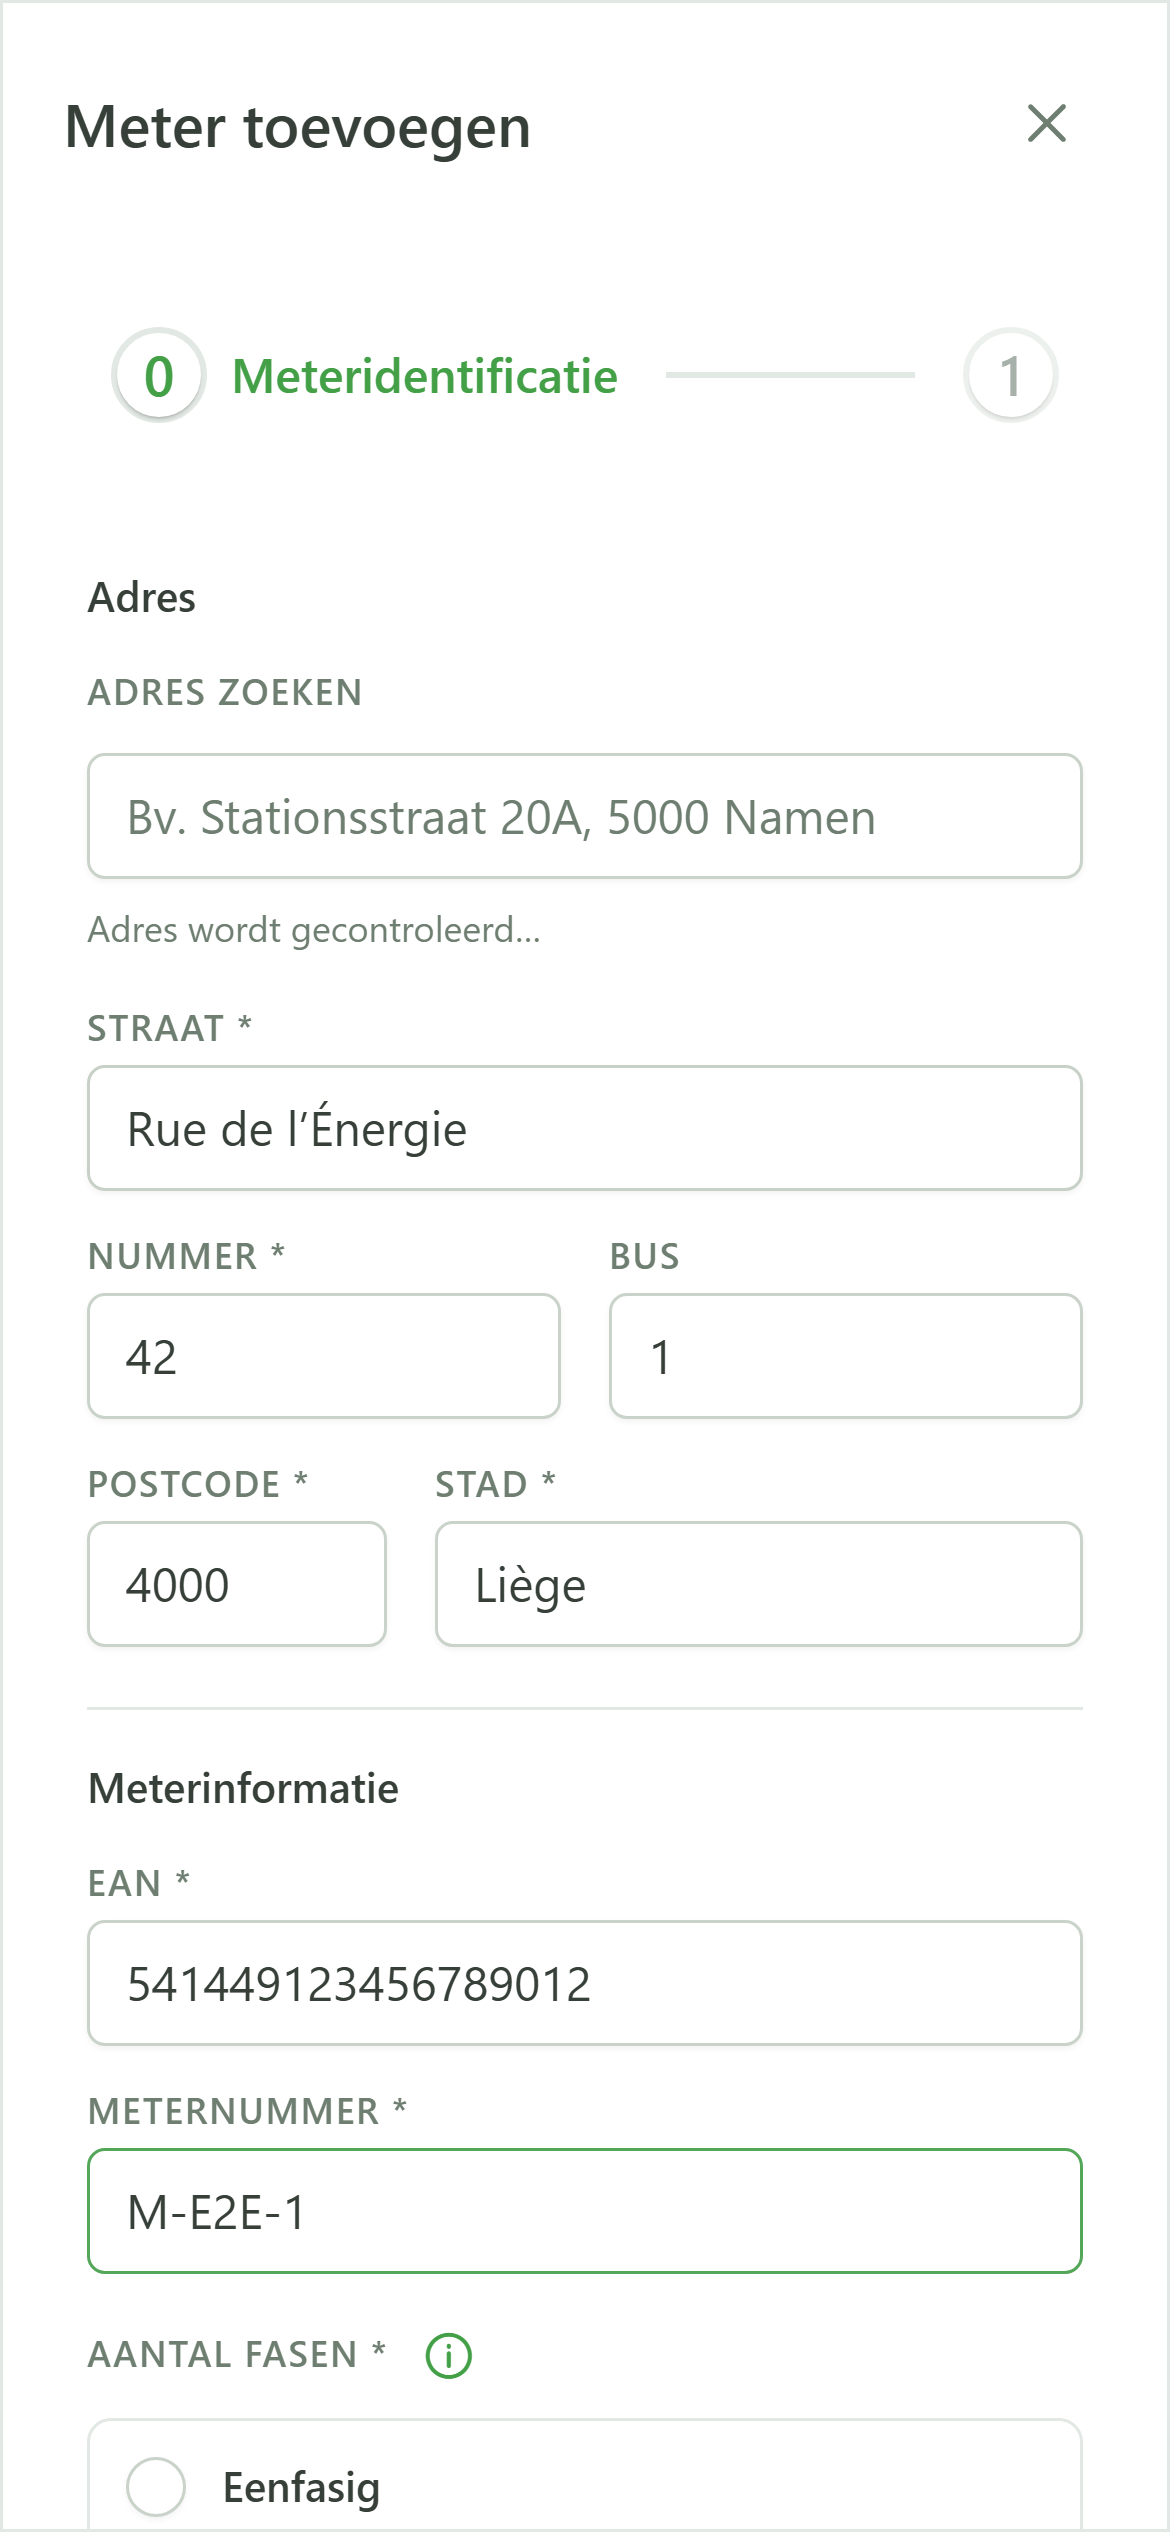 Meter toevoegen
0 Meteridentificatie 1
Adres
ADRES ZOEKEN
Bv. Stationsstraat 20A, 5000 Namen
Adres wordt gecontroleerd...
STRAAT *
Rue de l’Énergie
NUMMER * BUS
42 1
POSTCODE * STAD *
4000 Liège
Meterinformatie
EAN *
541449123456789012
METERNUMMER *
M-E2E-1
AANTAL FASEN *
Eenfasig